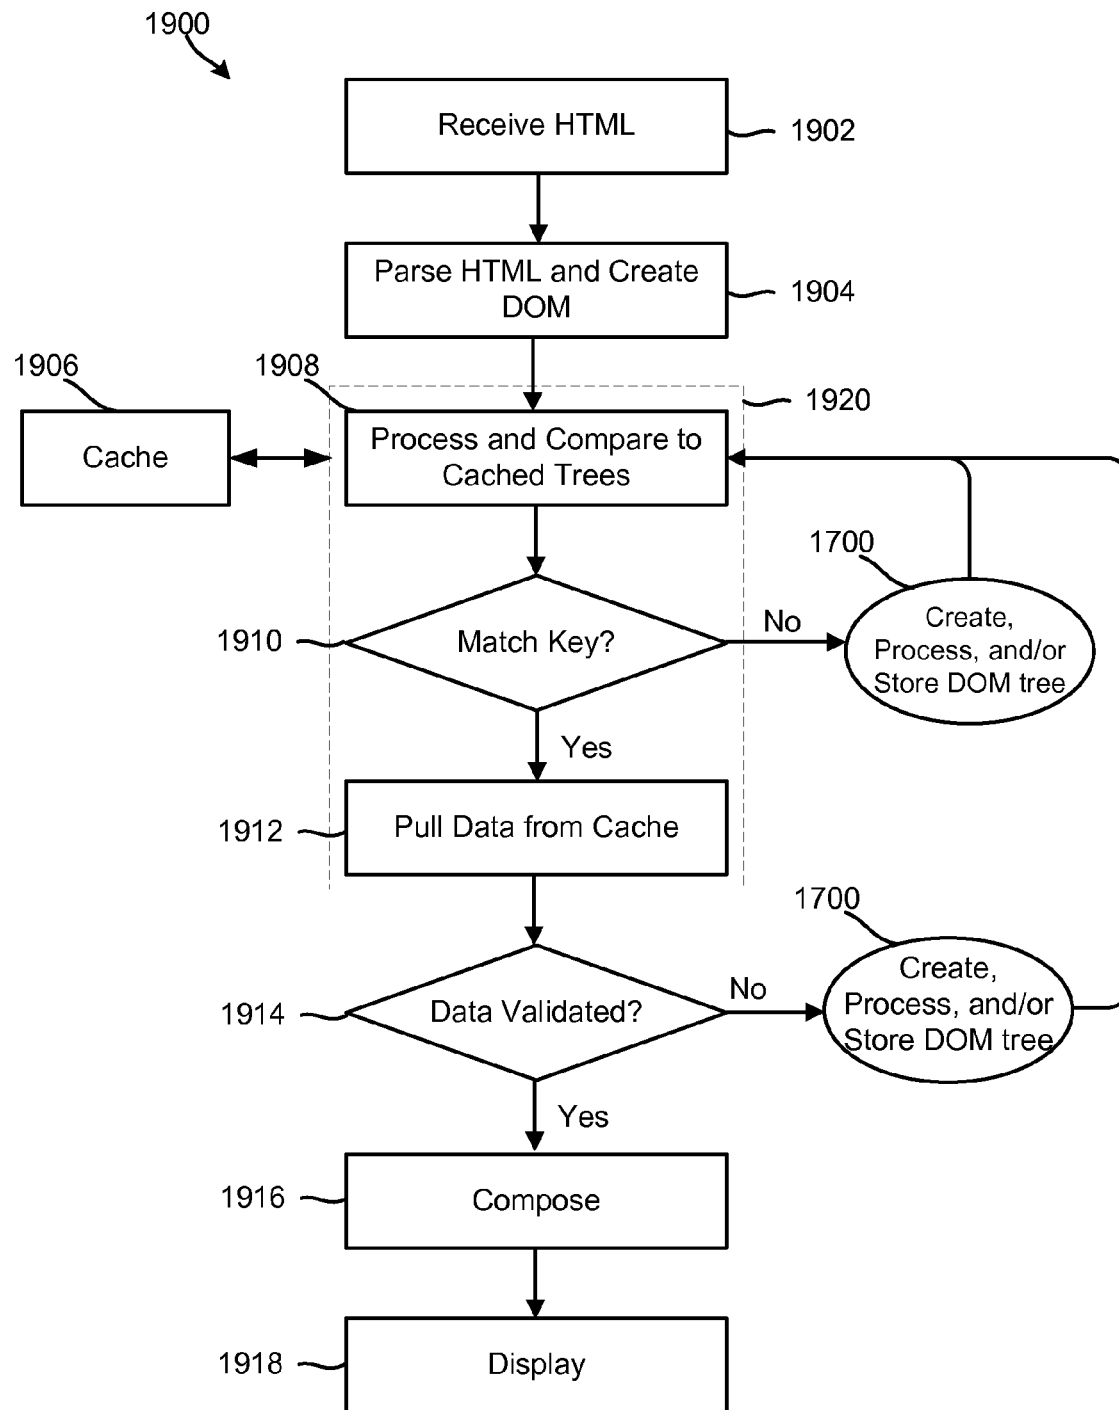 1900
Receive HTML
1902
Parse HTML and Create
DOM
1904
1906
1908
1920
Cache
Process and Compare to
Cached Trees
1700
1910
Match Key?
No
Create,
Process, and/or
Store DOM tree
Yes
1912
Pull Data from Cache
1700
1914
Data Validated?
No
Create,
Process, and/or
Store DOM tree
Yes
1916
Compose
1918
Display